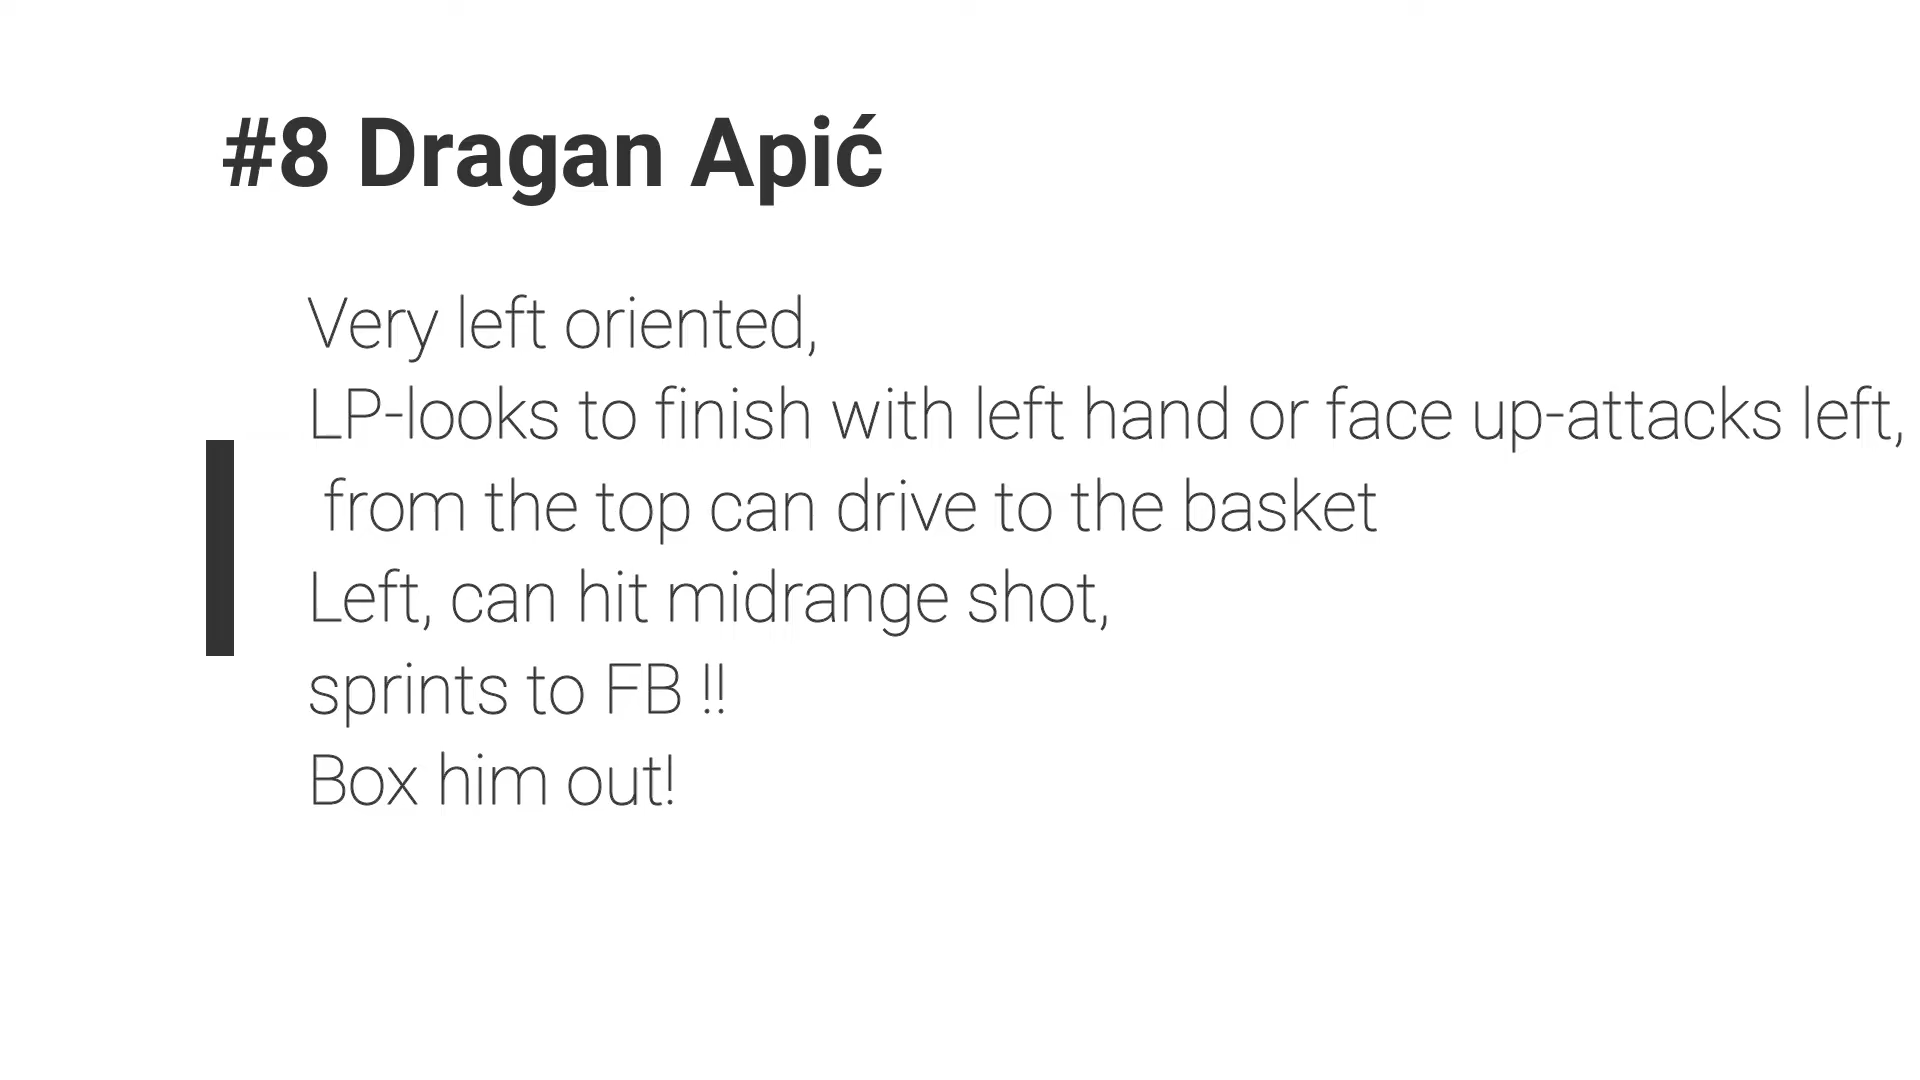 #8 Dragan Apić
Very left oriented,
LP-looks to finish with left hand or face up-attacks left,
from the top can drive to the basket
Left, can hit midrange shot,
sprints to FB !!
Box him out!